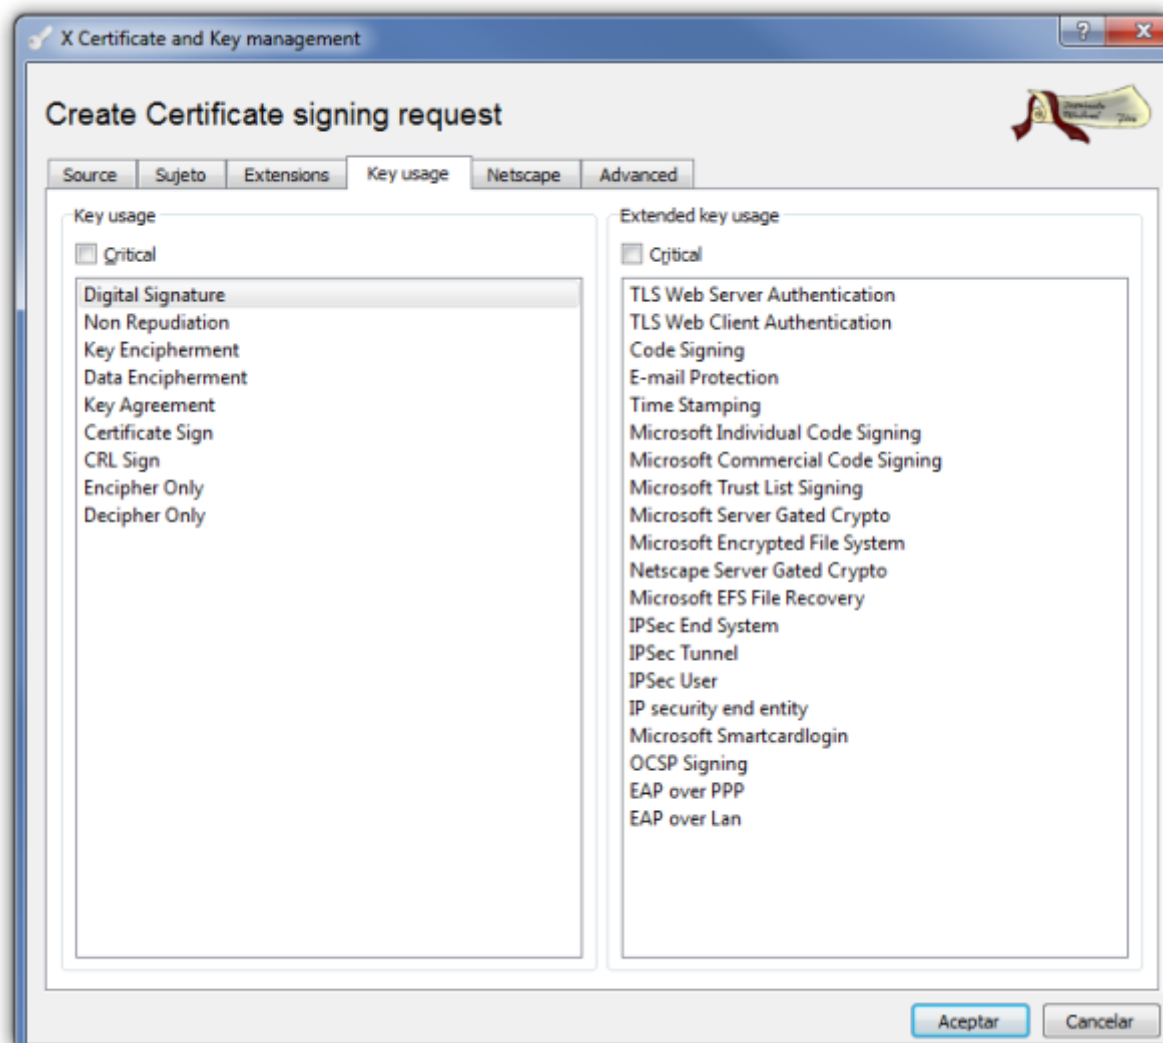 X Certificate and Key management
Create Certificate signing request
Source Sujeto Extensions Key usage Netscape Advanced
Key usage
Critical
Digital Signature
Non Repudiation
Key Encipherment
Data Encipherment
Key Agreement
Certificate Sign
CRL Sign
Encipher Only
Decipher Only
Extended key usage
Critical
TLS Web Server Authentication
TLS Web Client Authentication
Code Signing
E-mail Protection
Time Stamping
Microsoft Individual Code Signing
Microsoft Commercial Code Signing
Microsoft Trust List Signing
Microsoft Server Gated Crypto
Microsoft Encrypted File System
Netscape Server Gated Crypto
Microsoft EFS File Recovery
IPSec End System
IPSec Tunnel
IPSec User
IP security end entity
Microsoft Smartcardlogin
OCSP Signing
EAP over PPP
EAP over Lan
Aceptar Cancelar